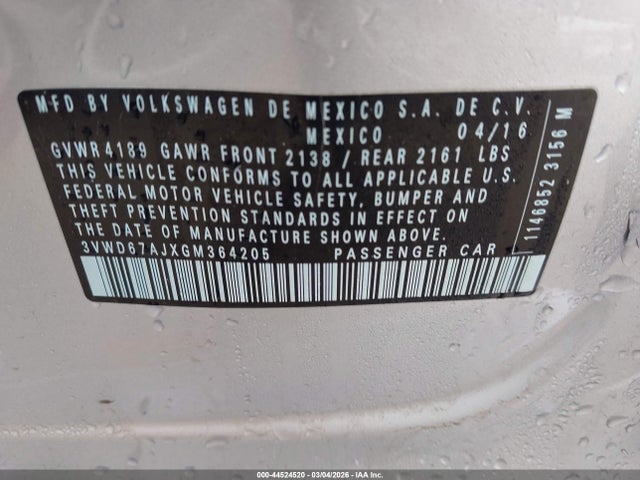 MFD BY VOLKSWAGEN DE MEXICO S.A. DE C.V.
MEXICO 04/16
GVWR 4189 GAWR FRONT 2138 / REAR 2161 LBS
THIS VEHICLE CONFORMS TO ALL APPLICABLE U.S.
FEDERAL MOTOR VEHICLE SAFETY, BUMPER AND
THEFT PREVENTION STANDARDS IN EFFECT ON
THE DATE OF MANUFACTURE SHOWN ABOVE.
3VWD67AJXGM364205 PASSENGER CAR
1146852 3156 M
000-44524520 | 03/04/2026 | IAA Inc.